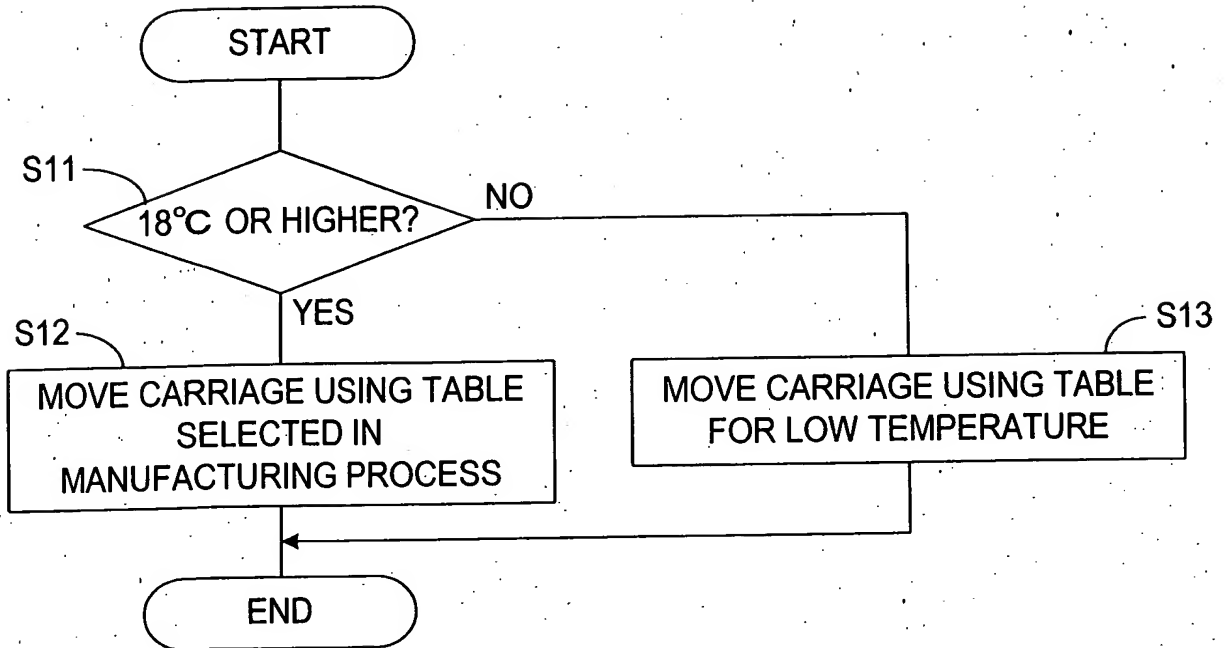 START
S11
18°C OR HIGHER?
NO
YES
S12
MOVE CARRIAGE USING TABLE
SELECTED IN
MANUFACTURING PROCESS
S13
MOVE CARRIAGE USING TABLE
FOR LOW TEMPERATURE
END